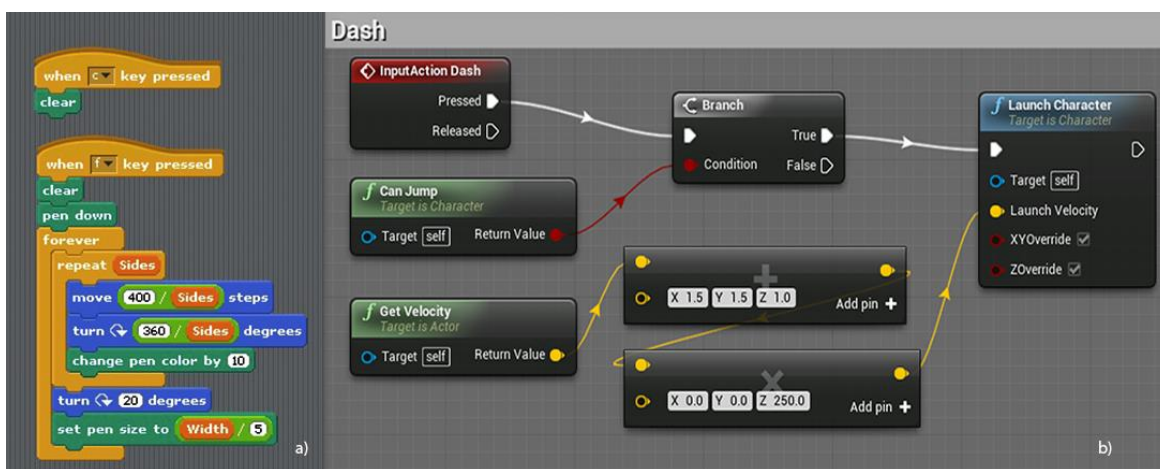 when c key pressed
clear
when f key pressed
clear
pen down
forever
repeat Sides
move 400 / Sides steps
turn 360 / Sides degrees
change pen color by 10
turn 20 degrees
set pen size to Width / 5
a)
Dash
InputAction Dash
Pressed
Released
Branch
True
Condition
False
f Launch Character
Target is Character
Target self
Launch Velocity
XYOverride
ZOverride
f Can Jump
Target is Character
Target self Return Value
+
X 1.5 Y 1.5 Z 1.0
Add pin +
f Get Velocity
Target is Actor
Target self Return Value
×
X 0.0 Y 0.0 Z 250.0
Add pin +
b)